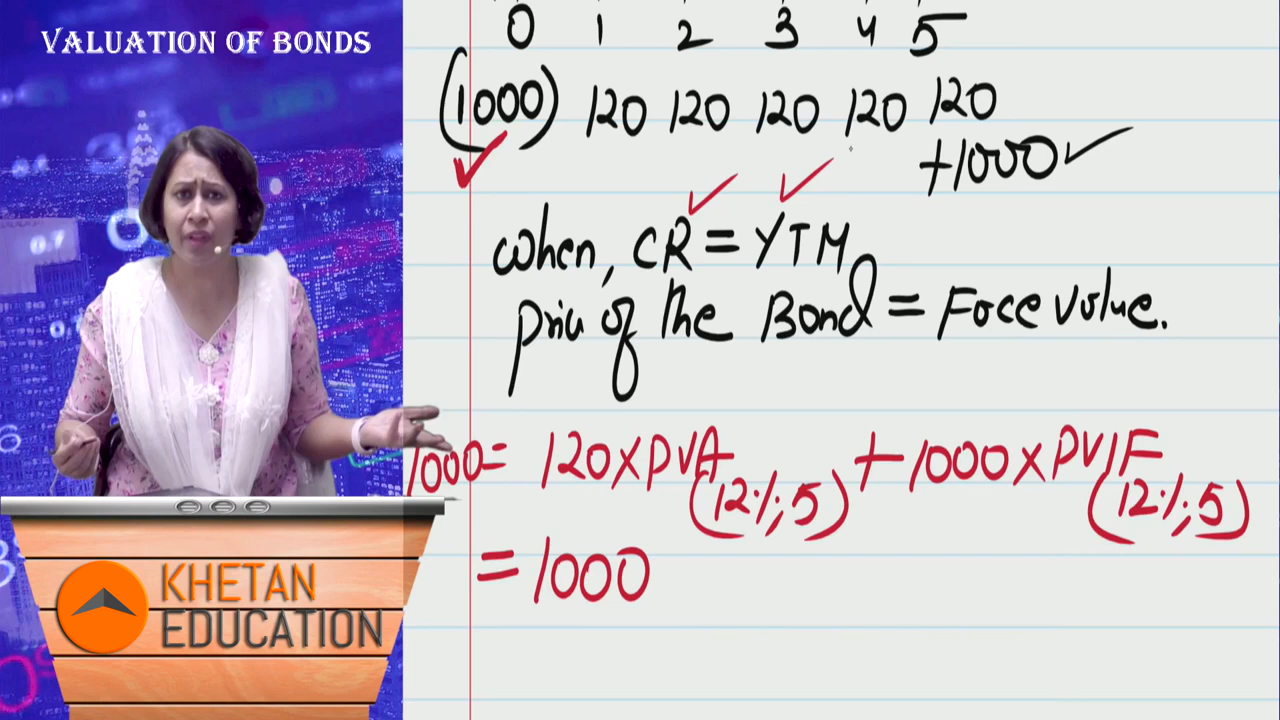 VALUATION OF BONDS
0 1 2 3 4 5
(1000) 120 120 120 120 120
+1000
When, CR = YTM
price of the Bond = Face value.
1000 = 120 x PVA (12%, 5) + 1000 x PVIF (12%, 5)
= 1000
KHETAN
EDUCATION